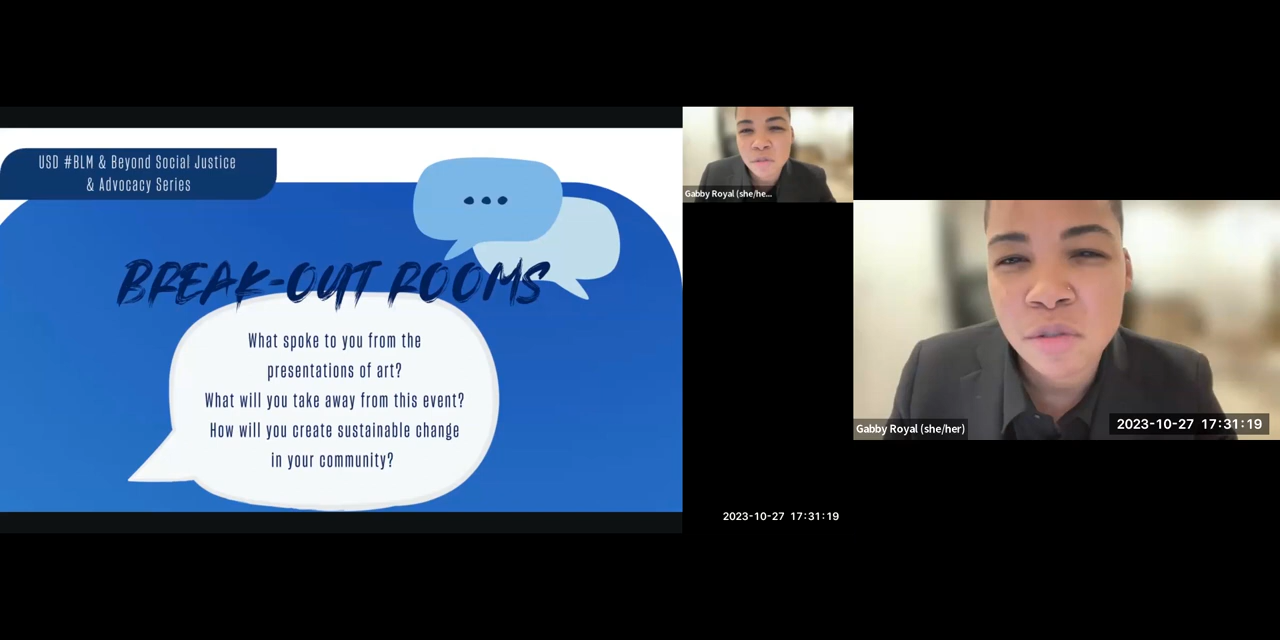 USD #BLM & Beyond Social Justice
& Advocacy Series
BREAK-OUT ROOMS
What spoke to you from the
presentations of art?
What will you take away from this event?
How will you create sustainable change
in your community?
Gabby Royal (she/he...
Gabby Royal (she/her)
2023-10-27 17:31:19
2023-10-27 17:31:19